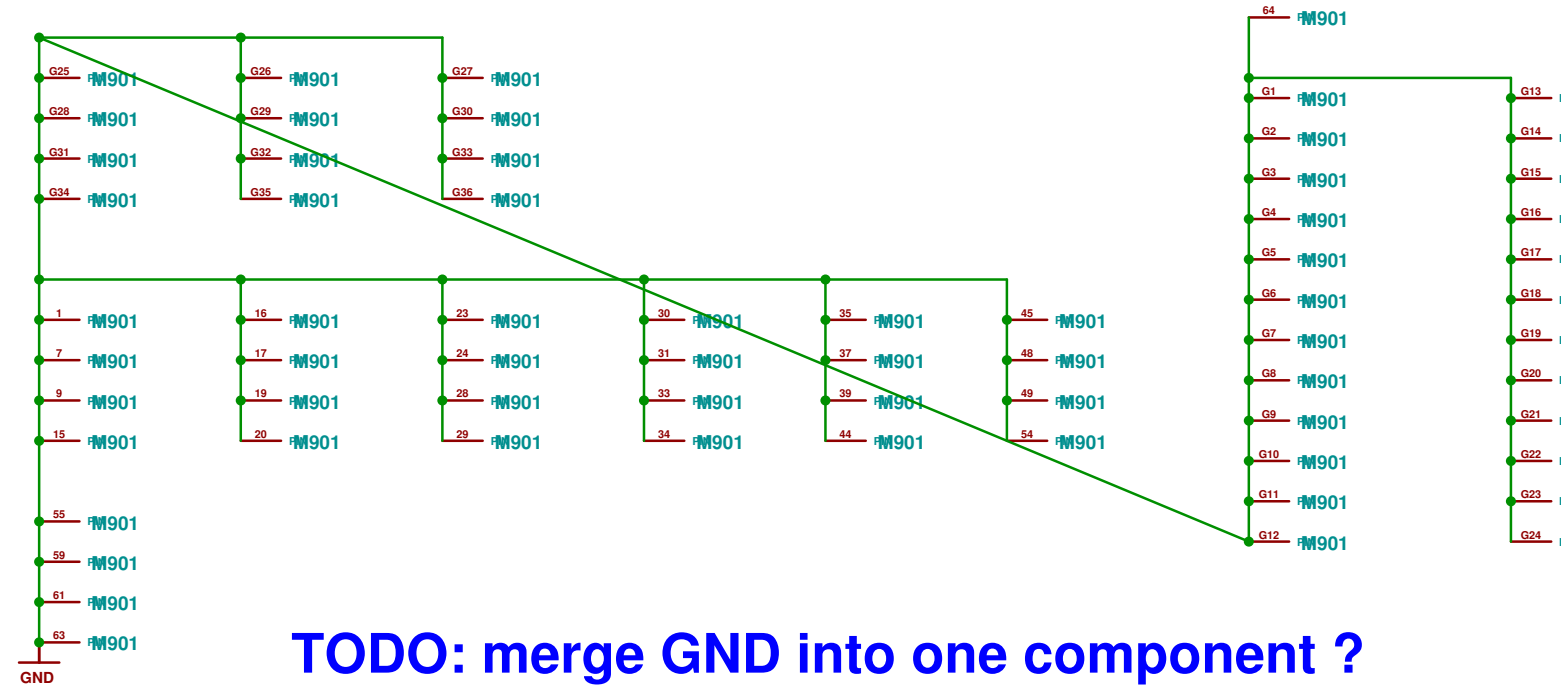 64 M901
G25 M901 G26 M901 G27 M901
G1 M901 G13
G28 M901 G29 M901 G30 M901
G2 M901 G14
G31 M901 G32 M901 G33 M901
G3 M901 G15
G34 M901 G35 M901 G36 M901
G4 M901 G16
G5 M901 G17
G6 M901 G18
1 M901 16 M901 23 M901 30 M901 35 M901 45 M901
G7 M901 G19
7 M901 17 M901 24 M901 31 M901 37 M901 48 M901
G8 M901 G20
9 M901 19 M901 28 M901 33 M901 39 M901 49 M901
G9 M901 G21
15 M901 20 M901 29 M901 34 M901 44 M901 54 M901
G10 M901 G22
G11 M901 G23
55 M901
G12 M901 G24
59 M901
61 M901
63 M901
TODO: merge GND into one component ?
GND